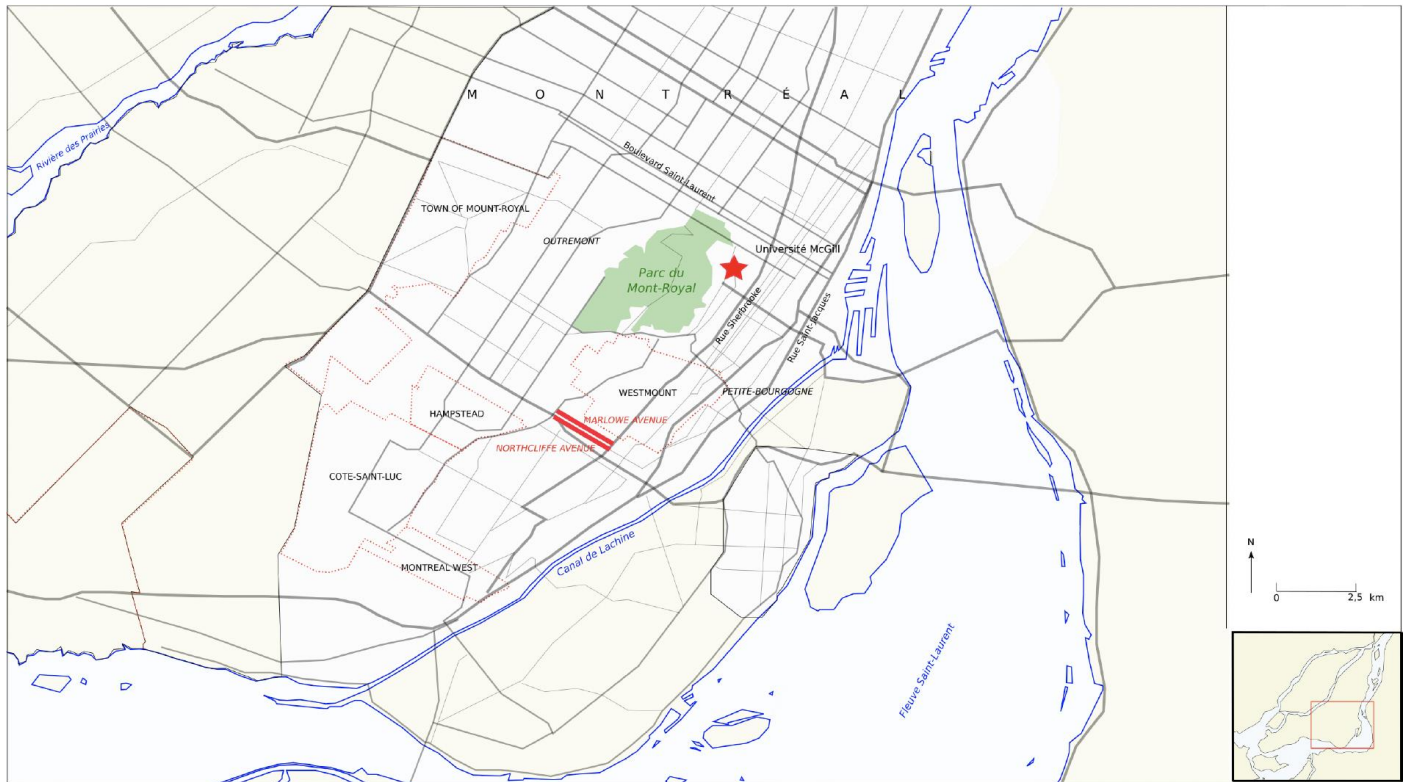 M O N T R É A L
Rivière des Prairies
Boulevard Saint-Laurent
TOWN OF MOUNT-ROYAL
OUTREMONT
Université McGill
Parc du
Mont-Royal
Rue Sherbrooke
Rue Saint-Jacques
WESTMOUNT
PETITE-BOURGOGNE
HAMPSTEAD
MARLOWE AVENUE
NORTHCLIFFE AVENUE
COTE-SAINT-LUC
Canal de Lachine
MONTREAL WEST
N
0 2,5 km
Fleuve Saint-Laurent